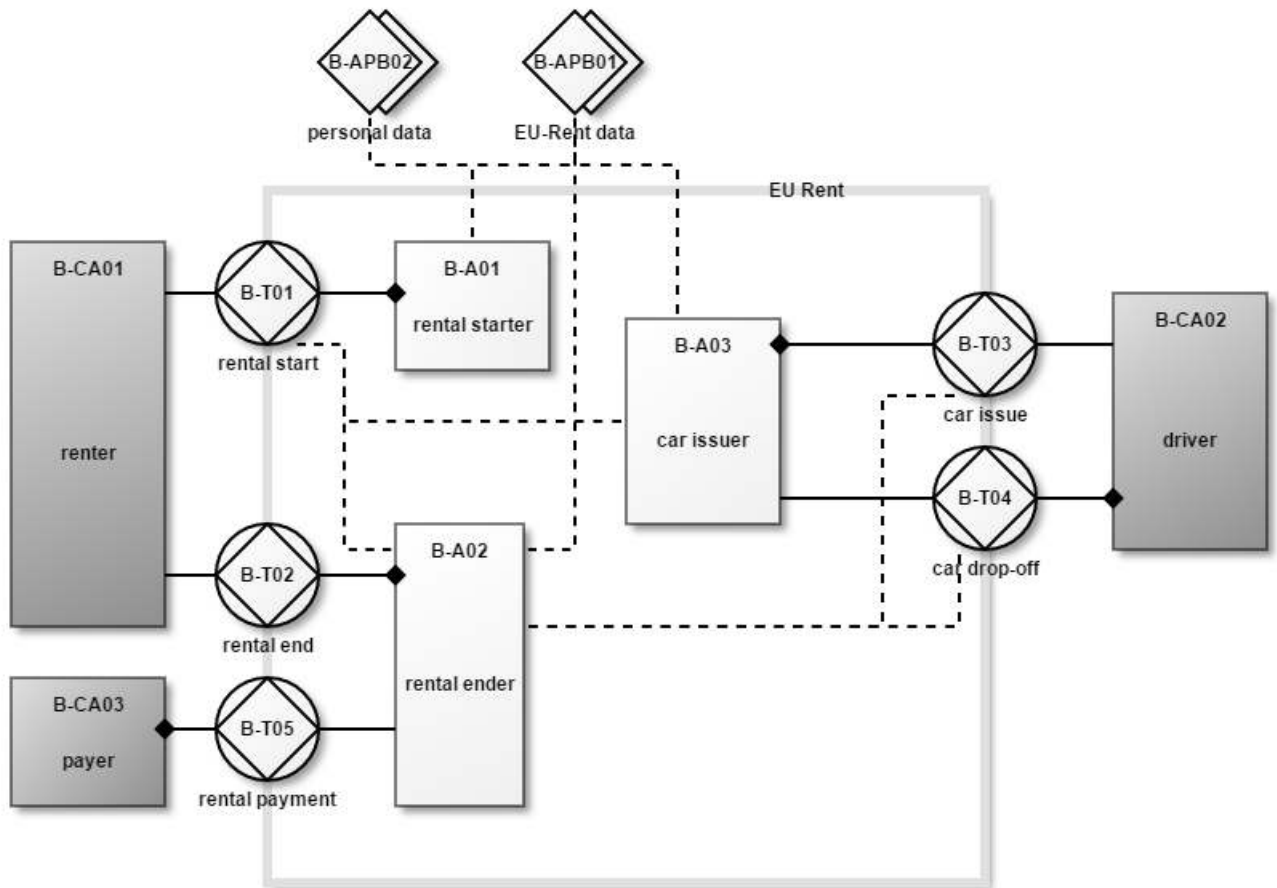 B-APB02
B-APB01
personal data
EU-Rent data
EU Rent
B-CA01
B-T01
B-A01
rental starter
rental start
B-A03
B-T03
B-CA02
car issue
renter
car issuer
driver
B-T04
car drop-off
B-T02
B-A02
rental end
rental ender
B-CA03
B-T05
payer
rental payment